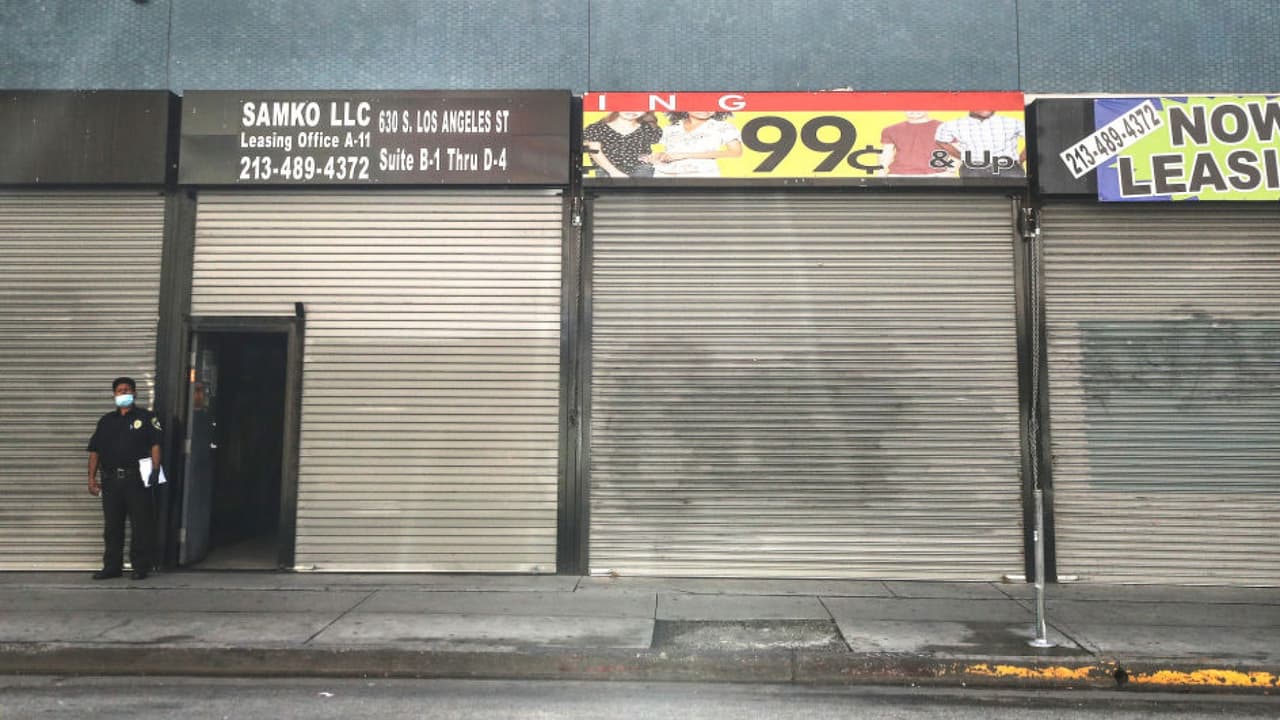 SAMKO LLC
Leasing Office A-11
213-489-4372
630 S. LOS ANGELES ST
Suite B-1 Thru D-4
ING
99¢ & Up
213-489-4372
NOW
LEASI